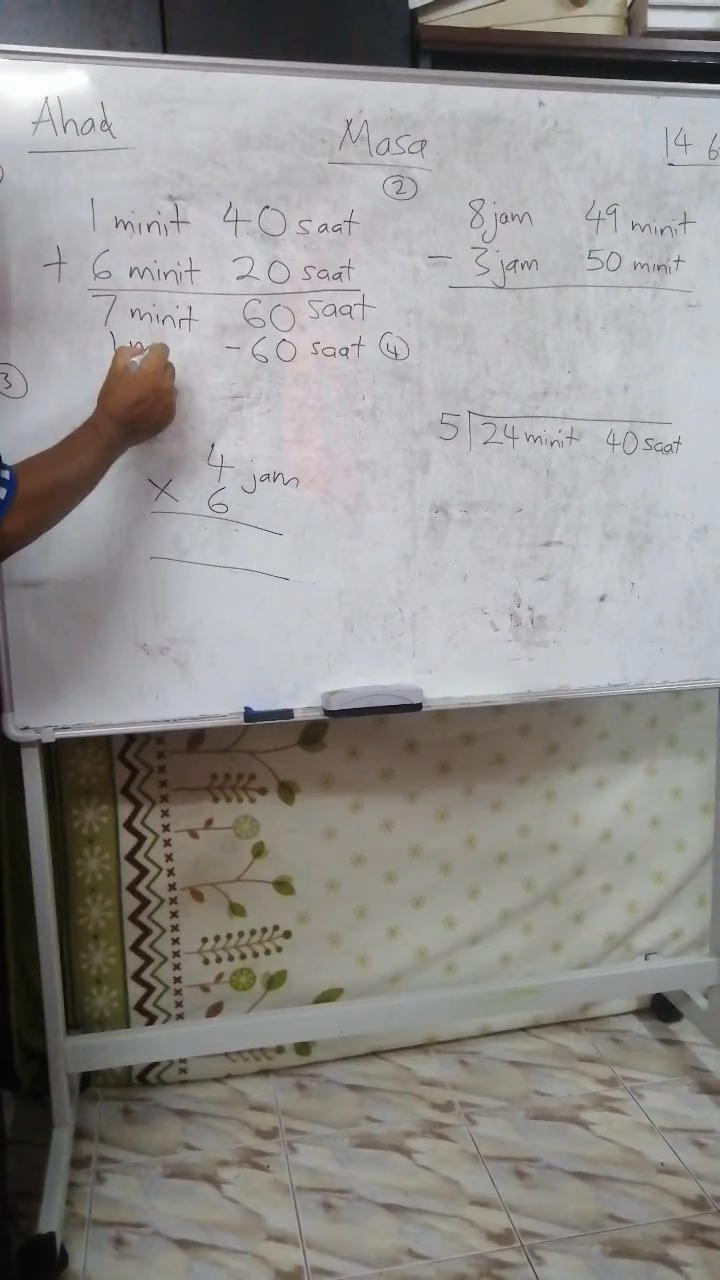 Ahad
Masa
14.6
1 minit 40 saat
+ 6 minit 20 saat
7 minit 60 saat
- 60 saat
②
8 jam 49 minit
- 3 jam 50 minit
③
4 jam
× 6
④
5 24 minit 40 saat